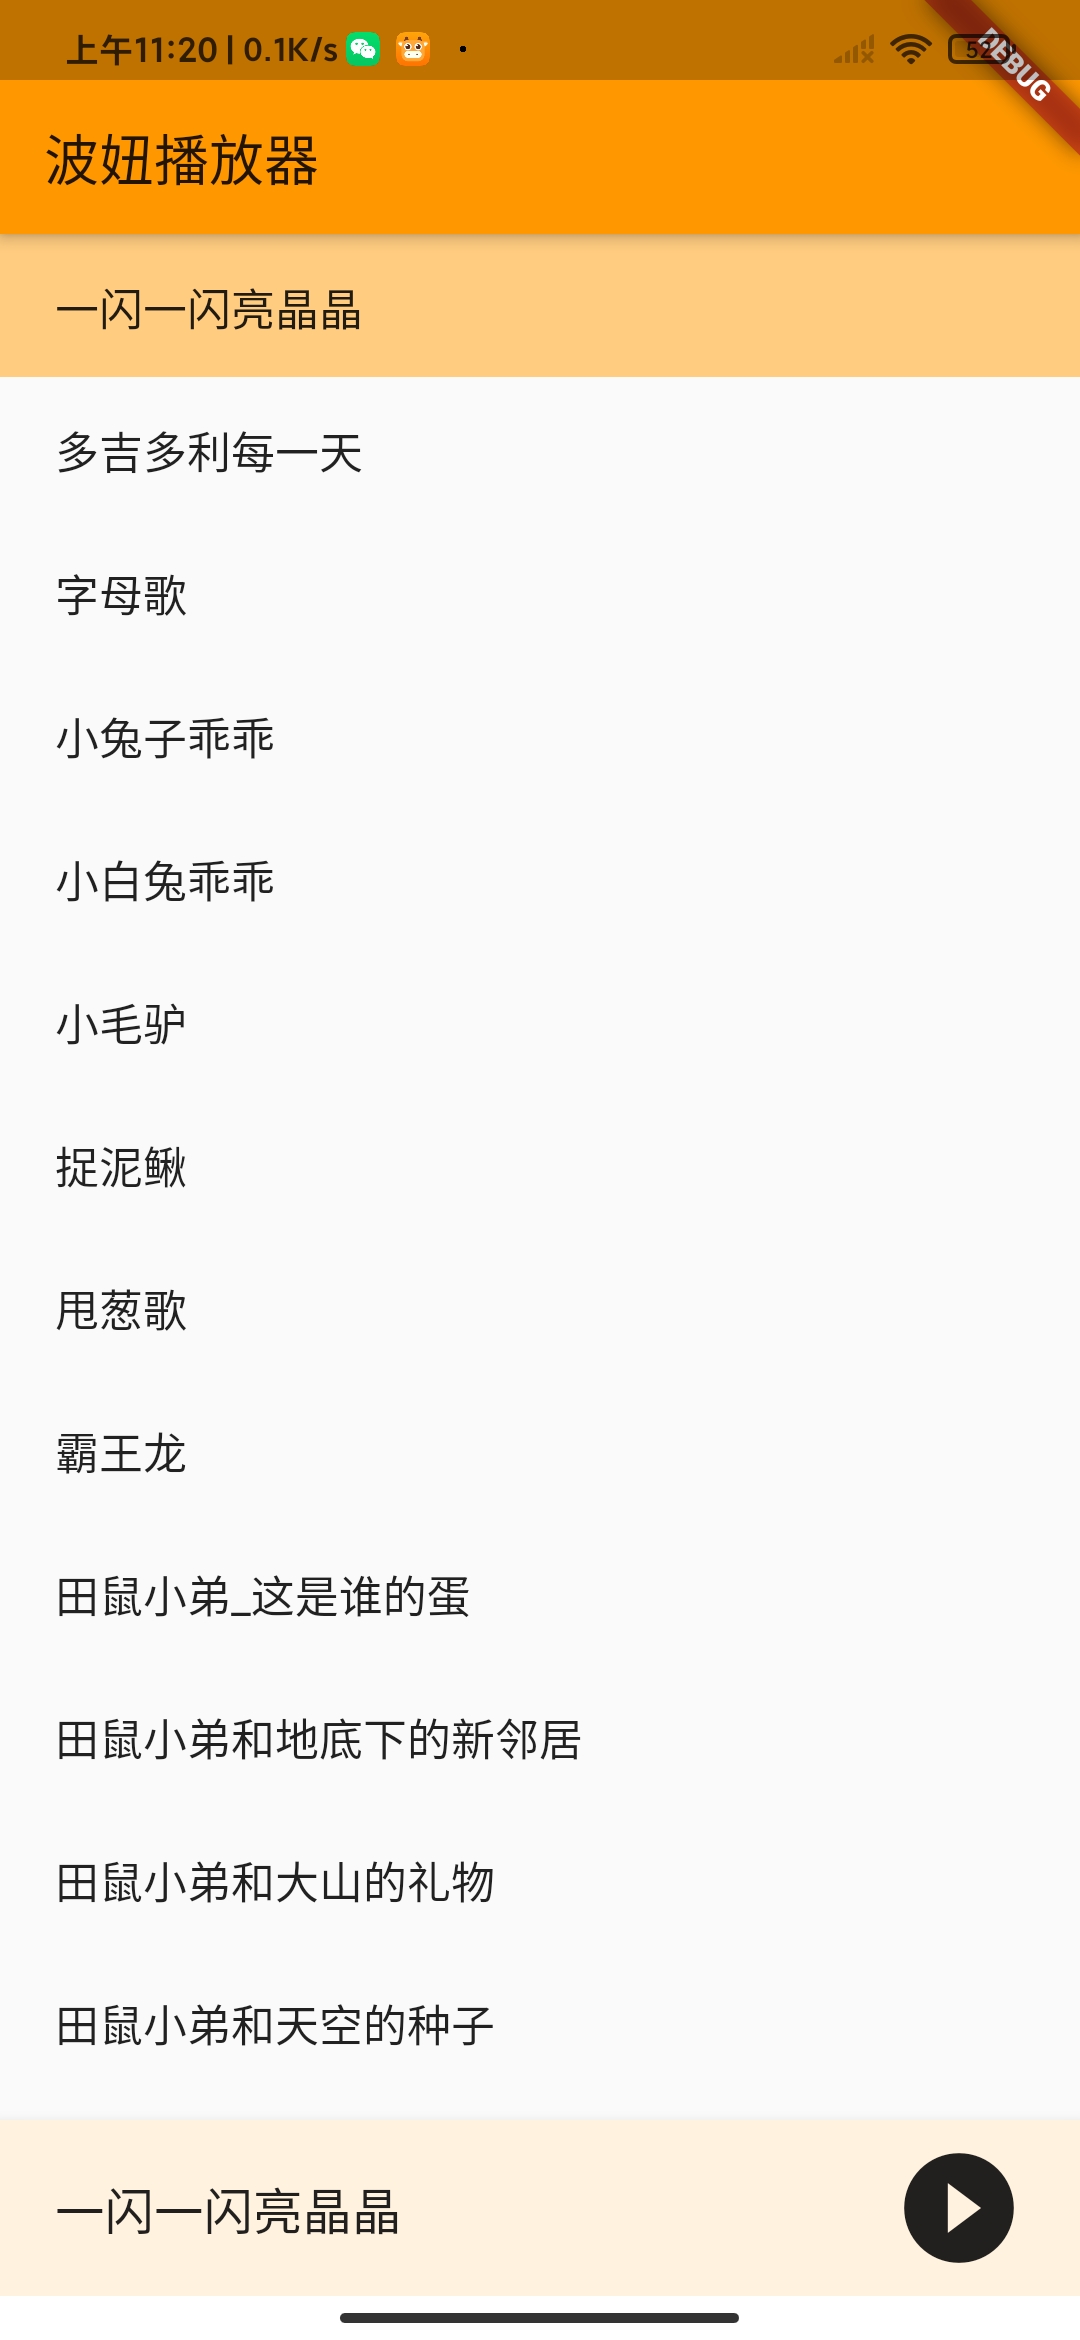 上午11:20 | 0.1K/s
52
DEBUG
波妞播放器
一闪一闪亮晶晶
多吉多利每一天
字母歌
小兔子乖乖
小白兔乖乖
小毛驴
捉泥鳅
甩葱歌
霸王龙
田鼠小弟_这是谁的蛋
田鼠小弟和地底下的新邻居
田鼠小弟和大山的礼物
田鼠小弟和天空的种子
一闪一闪亮晶晶